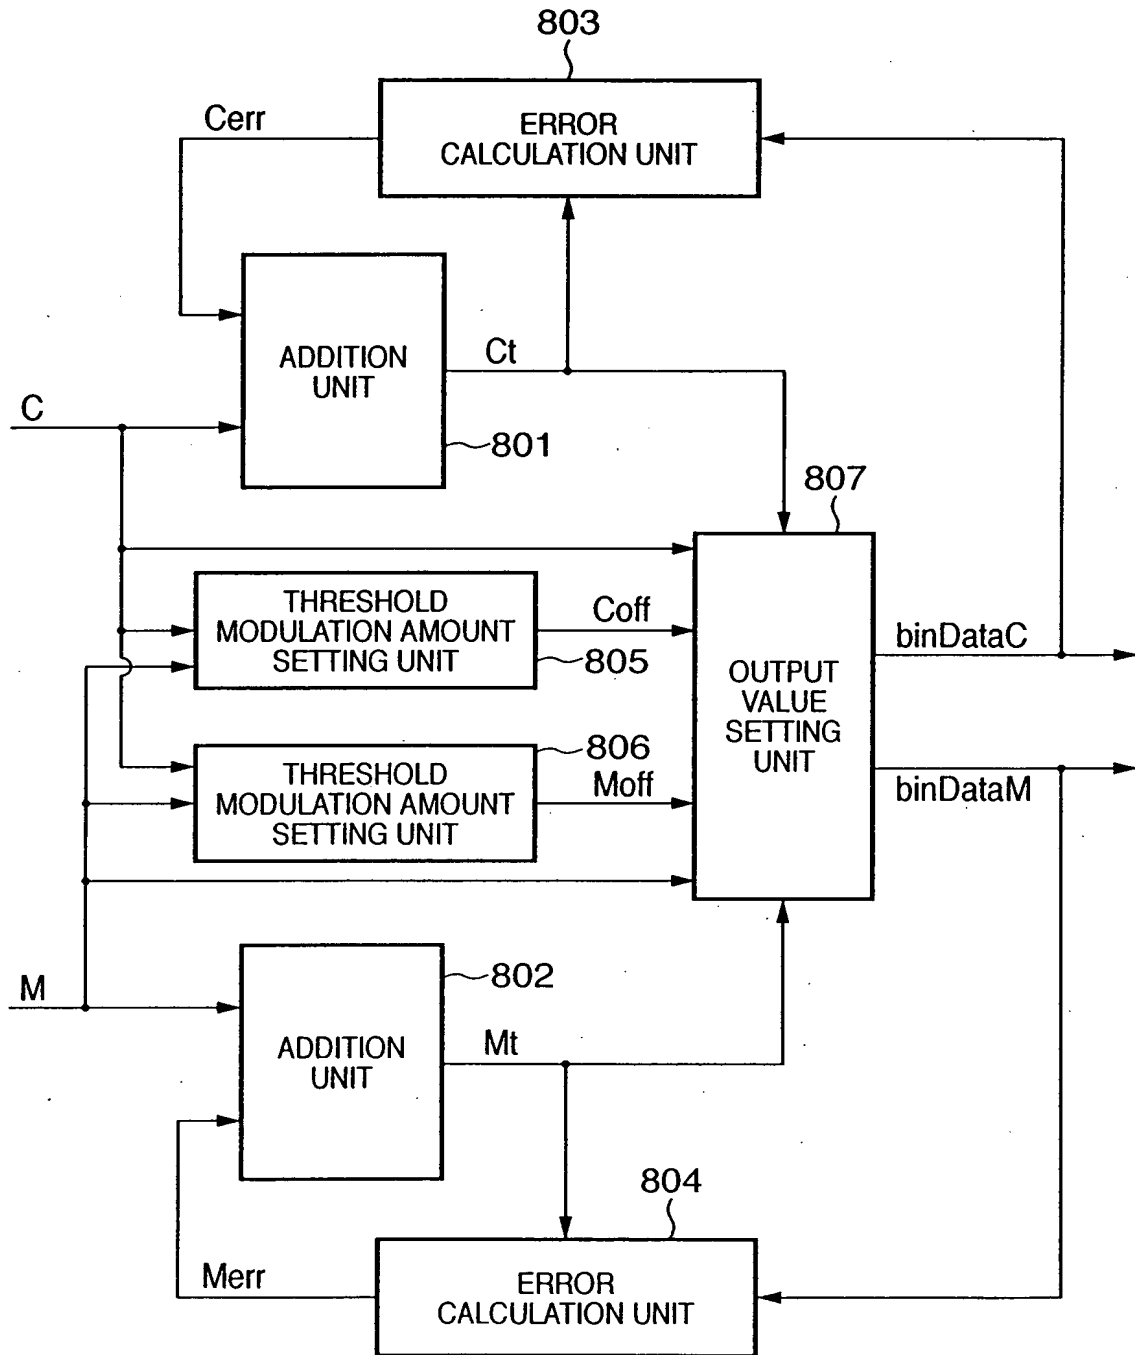 803
Cerr
ERROR
CALCULATION UNIT
ADDITION
UNIT
Ct
C
801
807
THRESHOLD
MODULATION AMOUNT
SETTING UNIT
Coff
805
OUTPUT
VALUE
SETTING
UNIT
binDataC
806
THRESHOLD
MODULATION AMOUNT
SETTING UNIT
Moff
binDataM
M
802
ADDITION
UNIT
Mt
804
Merr
ERROR
CALCULATION UNIT